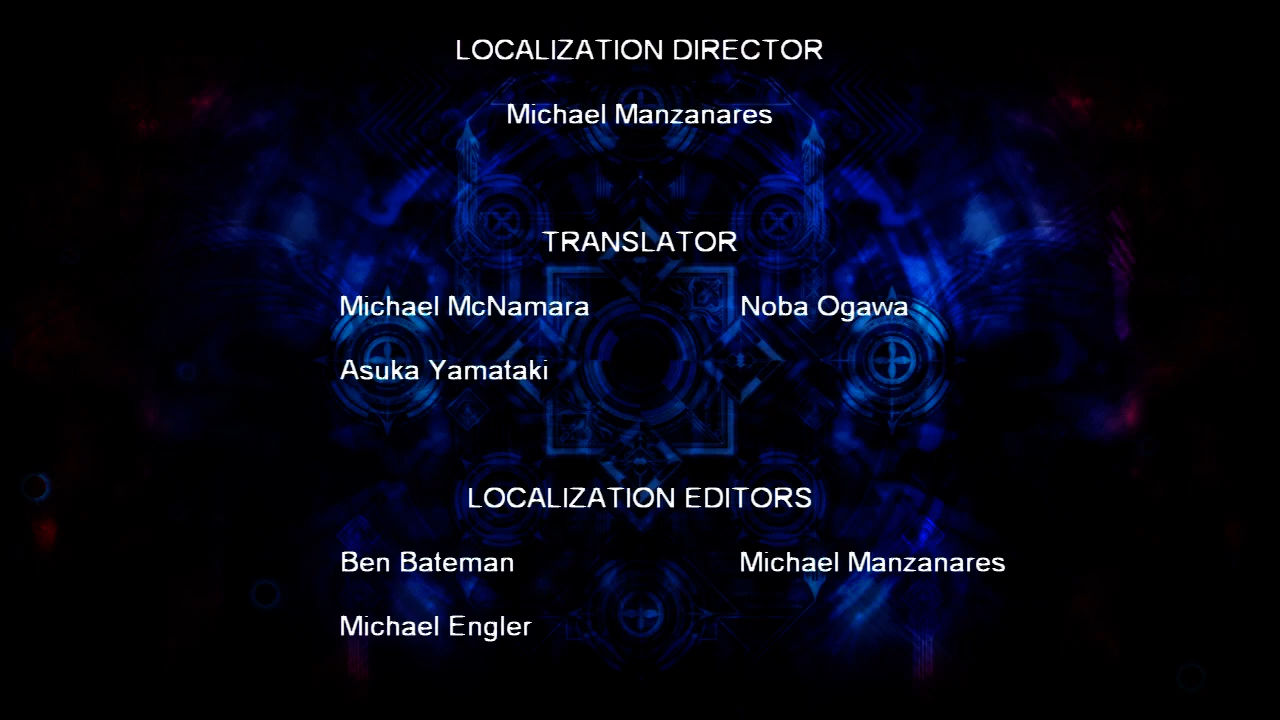 LOCALIZATION DIRECTOR
Michael Manzanares
TRANSLATOR
Michael McNamara Noba Ogawa
Asuka Yamataki
LOCALIZATION EDITORS
Ben Bateman Michael Manzanares
Michael Engler